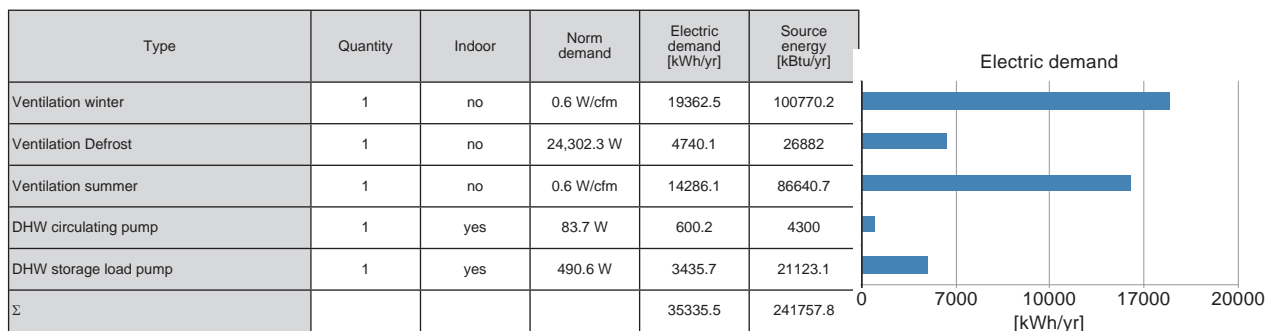 Type Quantity Indoor Norm demand Electric demand [kWh/yr] Source energy [kBtu/yr]
Ventilation winter 1 no 0.6 W/cfm 19362.5 100770.2
Ventilation Defrost 1 no 24,302.3 W 4740.1 26882
Ventilation summer 1 no 0.6 W/cfm 14286.1 86640.7
DHW circulating pump 1 yes 83.7 W 600.2 4300
DHW storage load pump 1 yes 490.6 W 3435.7 21123.1
Σ 35335.5 241757.8
Electric demand
0 7000 10000 17000 20000
[kWh/yr]